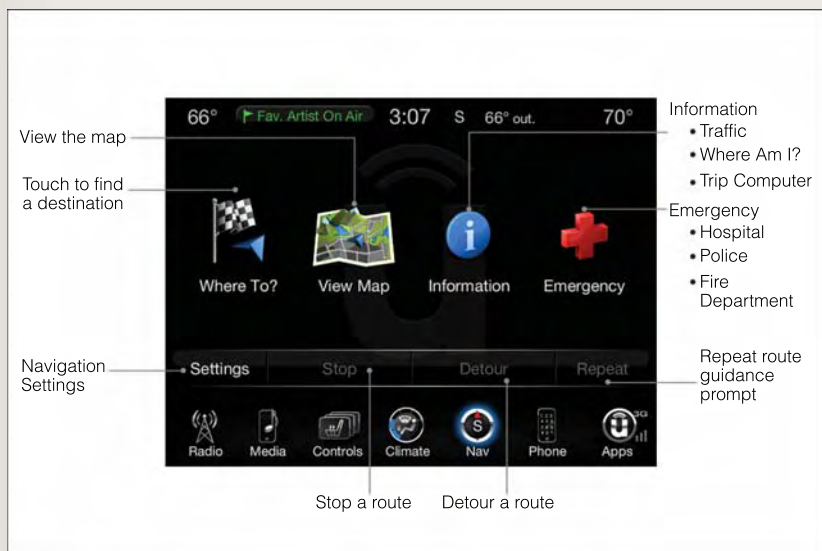 66° Fav. Artist On Air 3:07 S 66° out. 70°
View the map
Touch to find
a destination
Where To? View Map Information Emergency
Information
• Traffic
• Where Am I?
• Trip Computer
Emergency
• Hospital
• Police
• Fire
Department
Navigation
Settings
Settings Stop Detour Repeat
Repeat route
guidance
prompt
Radio Media Controls Climate S Nav Phone 3G Apps
Stop a route Detour a route